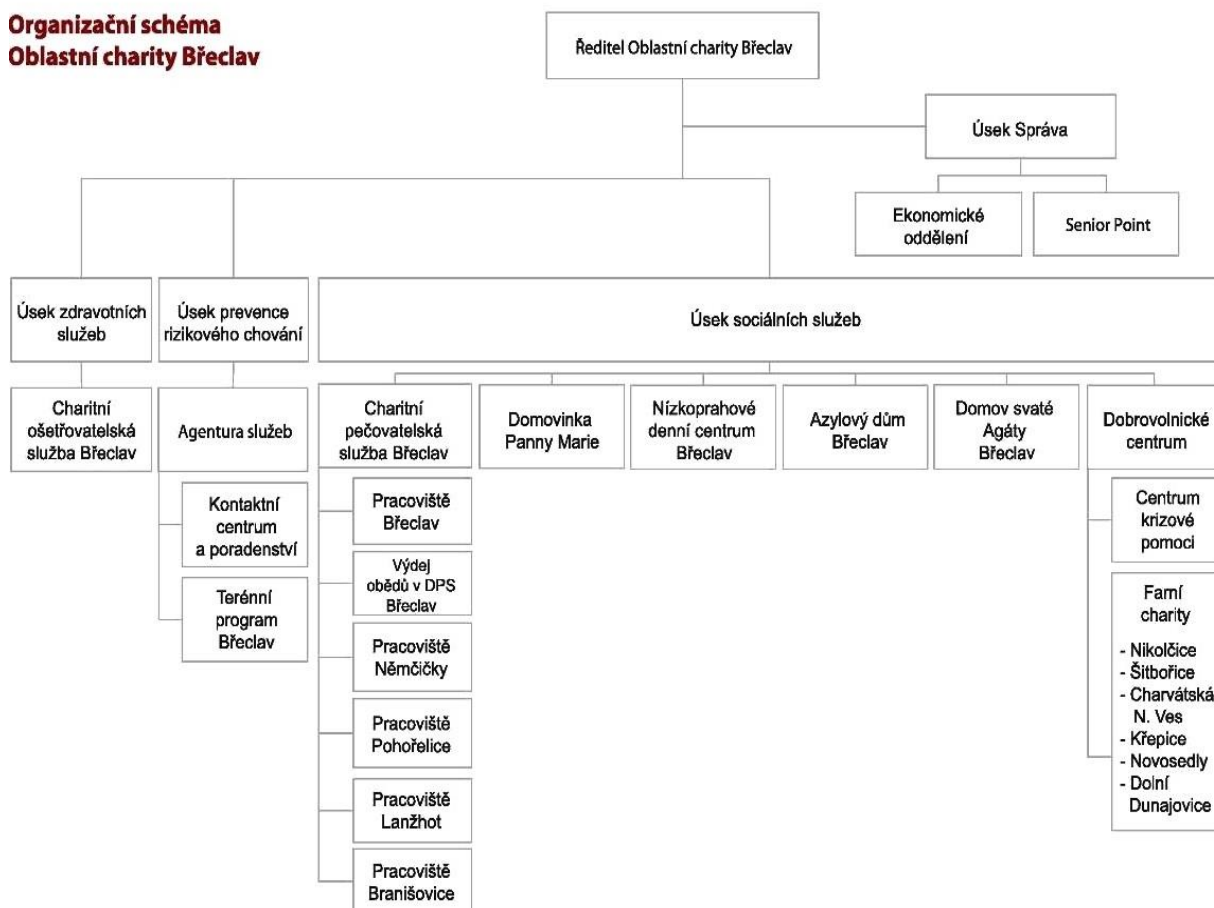 Organizační schéma
Oblastní charity Břeclav
Ředitel Oblastní charity Břeclav
Úsek Správa
Ekonomické
oddělení
Senior Point
Úsek zdravotních
služeb
Úsek prevence
rizikového chování
Úsek sociálních služeb
Charitní
ošetřovatelská
služba Břeclav
Agentura služeb
Kontaktní
centrum
a poradenství
Terénní
program
Břeclav
Charitní
pečovatelská
služba Břeclav
Pracoviště
Břeclav
Výdej
obědů v DPS
Břeclav
Pracoviště
Němčičky
Pracoviště
Pohořelice
Pracoviště
Lanžhot
Pracoviště
Branišovice
Domovinka
Panny Marie
Nízkoprahové
denní centrum
Břeclav
Azylový dům
Břeclav
Domov svaté
Agáty
Břeclav
Dobrovolnické
centrum
Centrum
krizové
pomoci
Farní
charity
- Nikolčice
- Šitbořice
- Charvátská
N. Ves
- Křepice
- Novosedly
- Dolní
Dunajovice